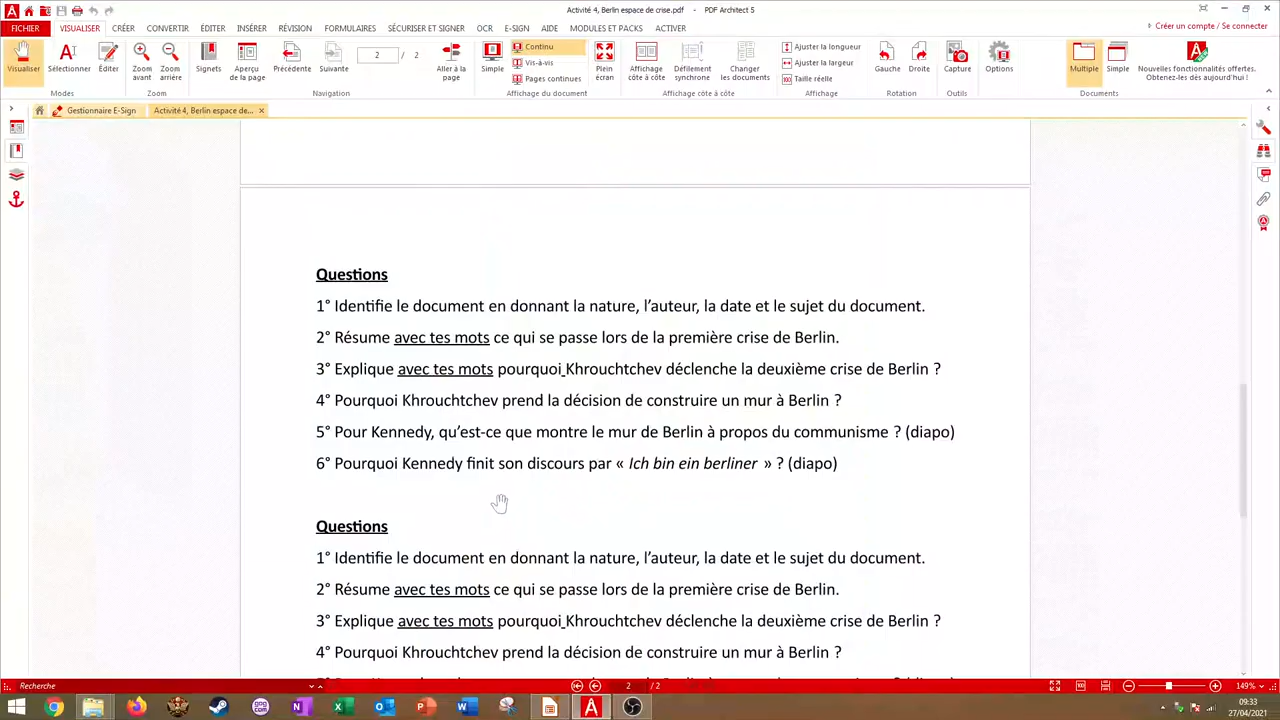 Activité 4, Berlin espace de crise.pdf - PDF Architect 5
FICHIER VISUALISER CRÉER CONVERTIR ÉDITER INSÉRER RÉVISION FORMULAIRES SÉCURISER ET SIGNER OCR E-SIGN AIDE MODULES ET PACKS ACTIVER
Créer un compte / Se connecter
Visualiser Sélectionner Éditer
Zoom avant Zoom arrière
Signets Aperçu de la page Précédente 2 / 2 Suivante Aller à la page
Simple Continu Vis-à-vis Pages continues
Plein écran
Affichage côte à côte Défilement synchrone Changer les documents
Ajuster la longueur
Ajuster la largeur
Taille réelle
Gauche Droite Capture Options Multiple Simple
Nouvelles fonctionnalités offertes. Obtenez-les dès aujourd'hui !
Modes Zoom Navigation Affichage du document Affichage côte à côte Affichage Rotation Outils Documents
Gestionnaire E-Sign Activité 4, Berlin espace de...
Questions
1° Identifie le document en donnant la nature, l’auteur, la date et le sujet du document.
2° Résume avec tes mots ce qui se passe lors de la première crise de Berlin.
3° Explique avec tes mots pourquoi Khrouchtchev déclenche la deuxième crise de Berlin ?
4° Pourquoi Khrouchtchev prend la décision de construire un mur à Berlin ?
5° Pour Kennedy, qu’est-ce que montre le mur de Berlin à propos du communisme ? (diapo)
6° Pourquoi Kennedy finit son discours par « Ich bin ein berliner » ? (diapo)
Questions
1° Identifie le document en donnant la nature, l’auteur, la date et le sujet du document.
2° Résume avec tes mots ce qui se passe lors de la première crise de Berlin.
3° Explique avec tes mots pourquoi Khrouchtchev déclenche la deuxième crise de Berlin ?
4° Pourquoi Khrouchtchev prend la décision de construire un mur à Berlin ?
Recherche 2 / 2 149%
09:33
27/04/2021